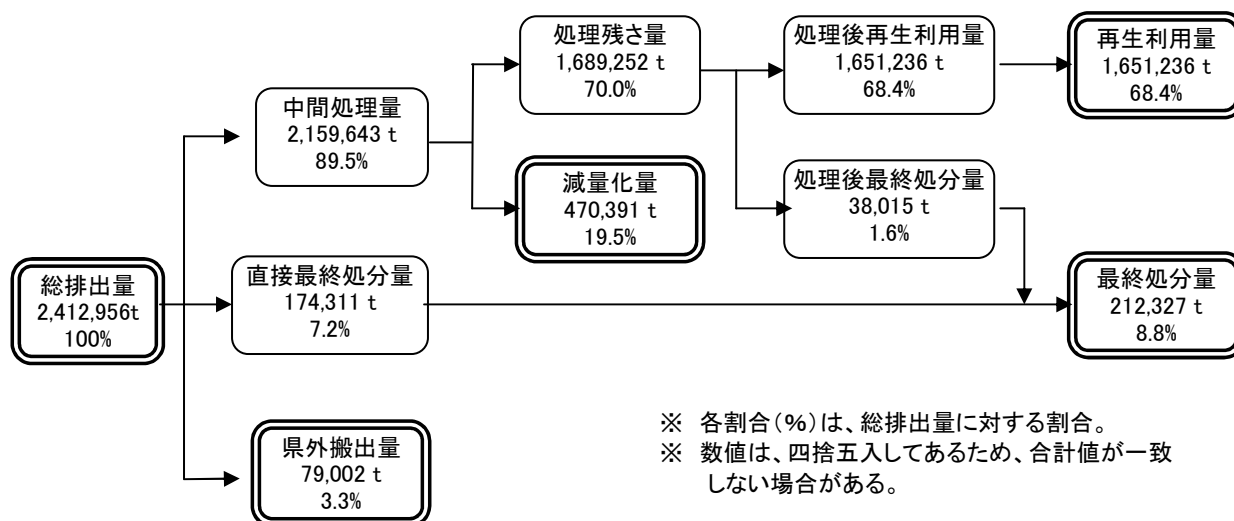 総排出量
2,412,956t
100%
中間処理量
2,159,643 t
89.5%
直接最終処分量
174,311 t
7.2%
県外搬出量
79,002 t
3.3%
処理残さ量
1,689,252 t
70.0%
減量化量
470,391 t
19.5%
処理後再生利用量
1,651,236 t
68.4%
処理後最終処分量
38,015 t
1.6%
再生利用量
1,651,236 t
68.4%
最終処分量
212,327 t
8.8%
※ 各割合(%)は、総排出量に対する割合。
※ 数値は、四捨五入してあるため、合計値が一致
しない場合がある。